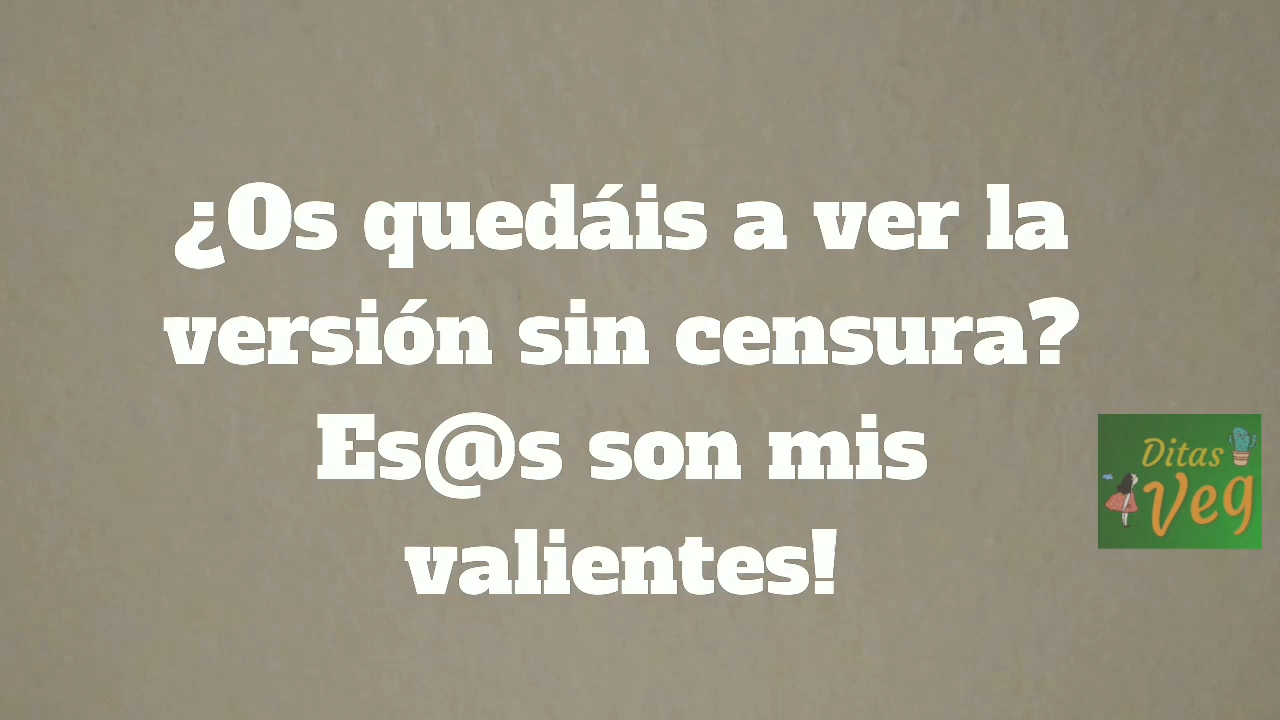 ¿Os quedáis a ver la
versión sin censura?
Es@s son mis
valientes!
Ditas
Veg